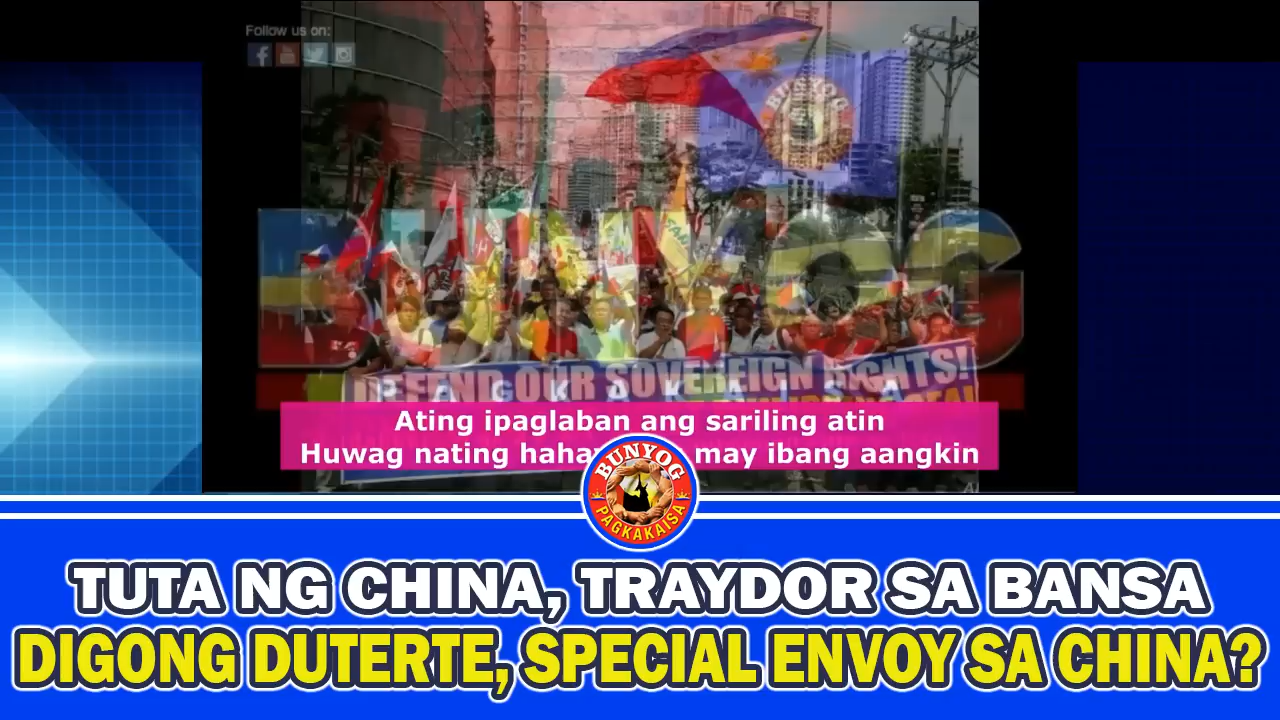 Follow us on:
BUNYOG
DEFEND OUR SOVEREIGN RIGHTS!
PAGKAKAISA
Ating ipaglaban ang sariling atin
Huwag nating may ibang aangkin
BUNYOG
PAGKAKAISA
TUTA NG CHINA, TRAYDOR SA BANSA
DIGONG DUTERTE, SPECIAL ENVOY SA CHINA?